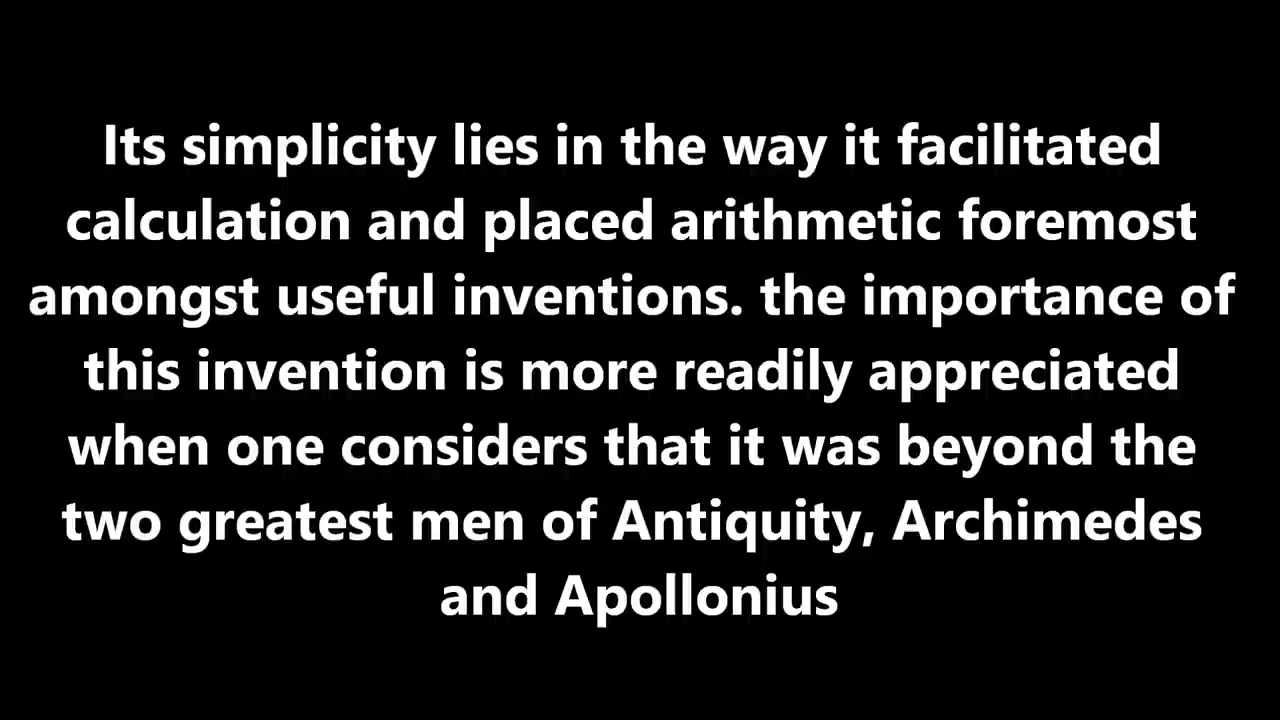 Its simplicity lies in the way it facilitated
calculation and placed arithmetic foremost
amongst useful inventions. the importance of
this invention is more readily appreciated
when one considers that it was beyond the
two greatest men of Antiquity, Archimedes
and Apollonius